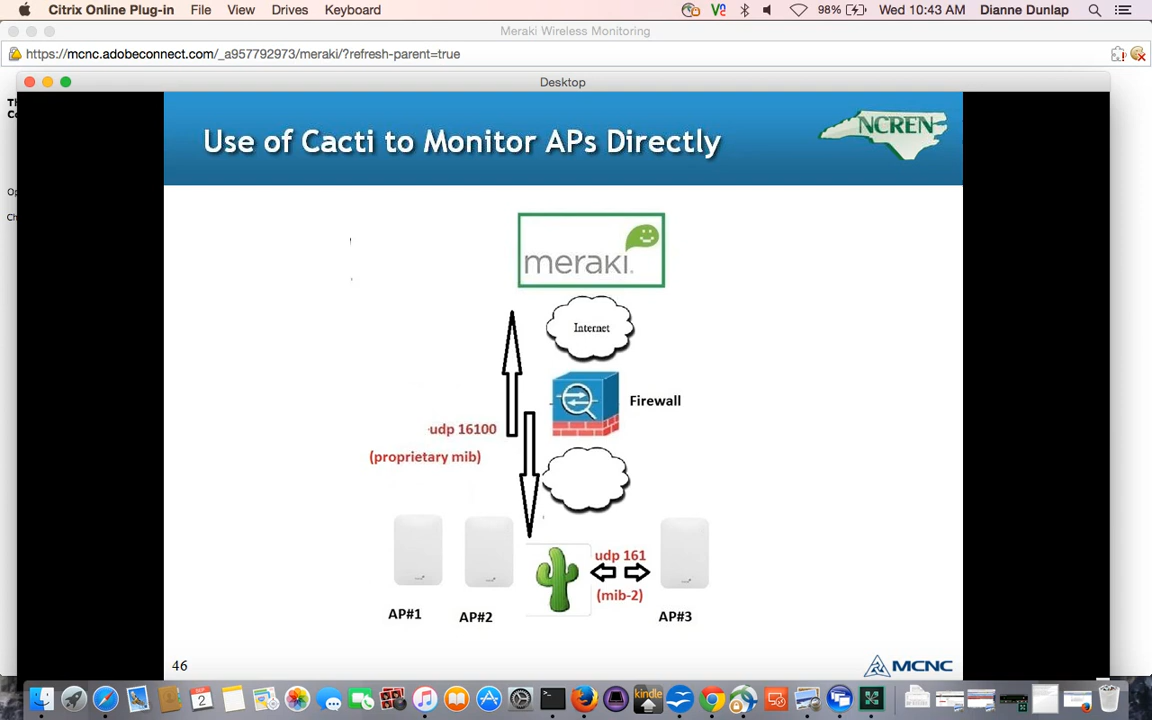 Citrix Online Plug-in File View Drives Keyboard 98% Wed 10:43 AM Dianne Dunlap
Meraki Wireless Monitoring
https://mcnc.adobeconnect.com/_a957792973/meraki/?refresh-parent=true
Desktop
Use of Cacti to Monitor APs Directly
NCREN
meraki
Internet
Firewall
udp 16100
(proprietary mib)
udp 161
(mib-2)
AP#1
AP#2
AP#3
46
MCNC
2
kindle